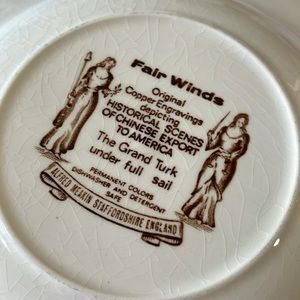 Fair Winds
Original
Copper Engravings
depicting
HISTORICAL SCENES
OF CHINESE EXPORT
TO AMERICA
The Grand Turk
under full sail
PERMANENT COLORS
DISHWASHER AND DETERGENT
SAFE
ALFRED MEAKIN STAFFORDSHIRE ENGLAND